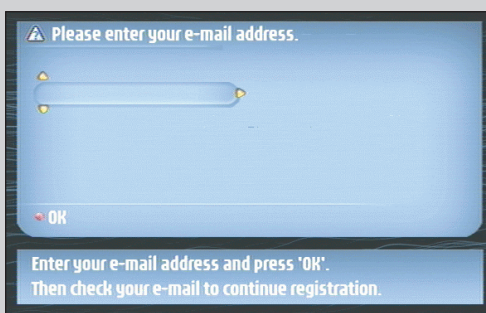 Please enter your e-mail address.
OK
Enter your e-mail address and press 'OK'.
Then check your e-mail to continue registration.